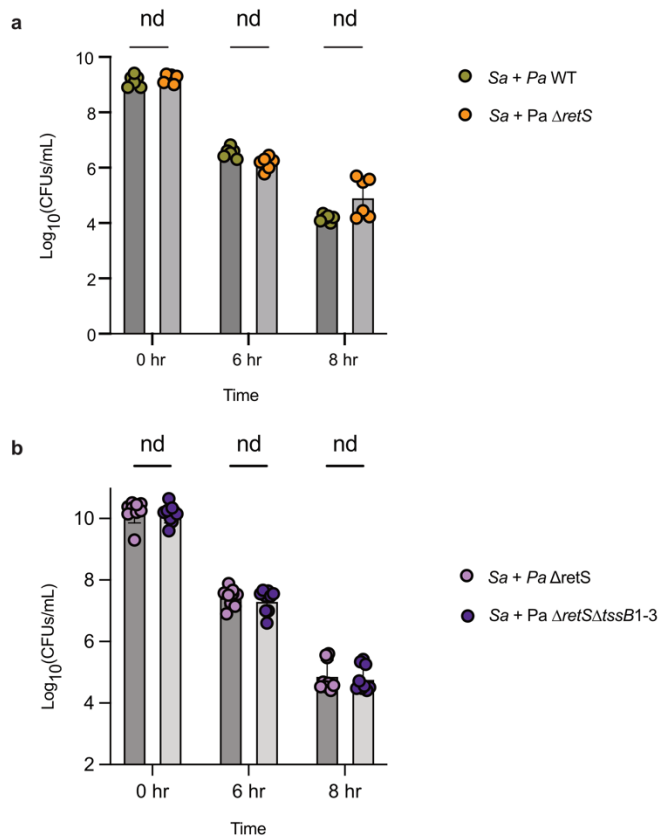 a
nd nd nd
10
8
6
4
2
0
Log10(CFUs/mL)
0 hr 6 hr 8 hr
Time
Sa + Pa WT
Sa + Pa ΔretS
b
nd nd nd
10
8
6
4
2
Log10(CFUs/mL)
0 hr 6 hr 8 hr
Time
Sa + Pa ΔretS
Sa + Pa ΔretSΔtssB1-3